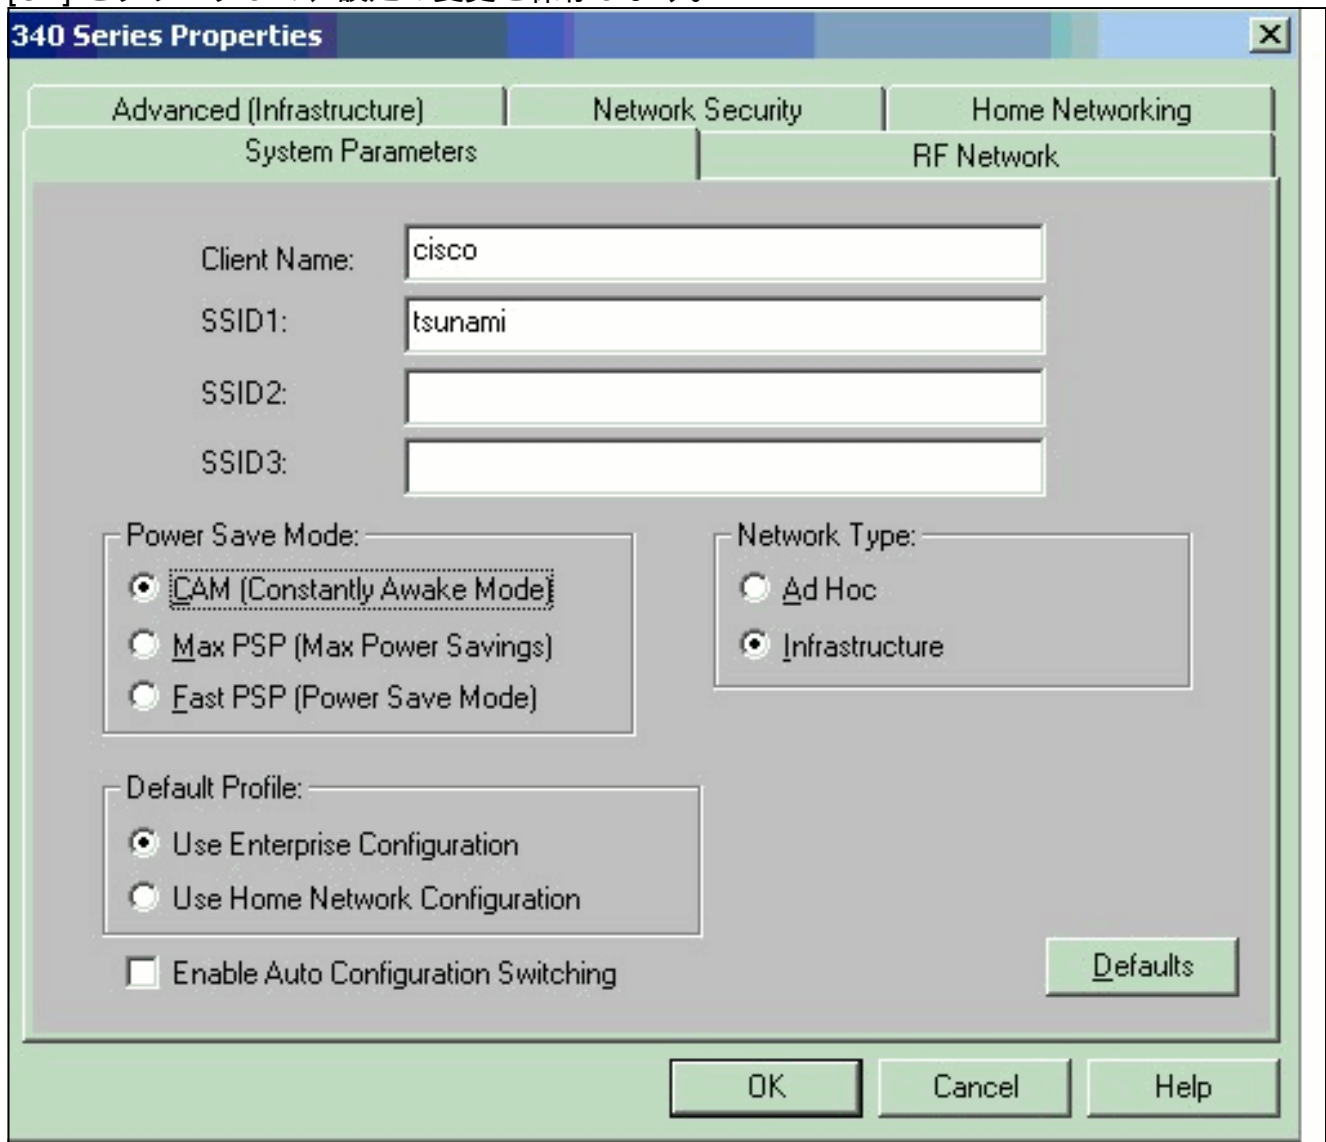 340 Series Properties
Advanced (Infrastructure) Network Security Home Networking
System Parameters RF Network
Client Name: cisco
SSID1: tsunami
SSID2:
SSID3:
Power Save Mode:
CAM (Constantly Awake Mode)
Max PSP (Max Power Savings)
Fast PSP (Power Save Mode)
Network Type:
Ad Hoc
Infrastructure
Default Profile:
Use Enterprise Configuration
Use Home Network Configuration
Enable Auto Configuration Switching
Defaults
OK Cancel Help